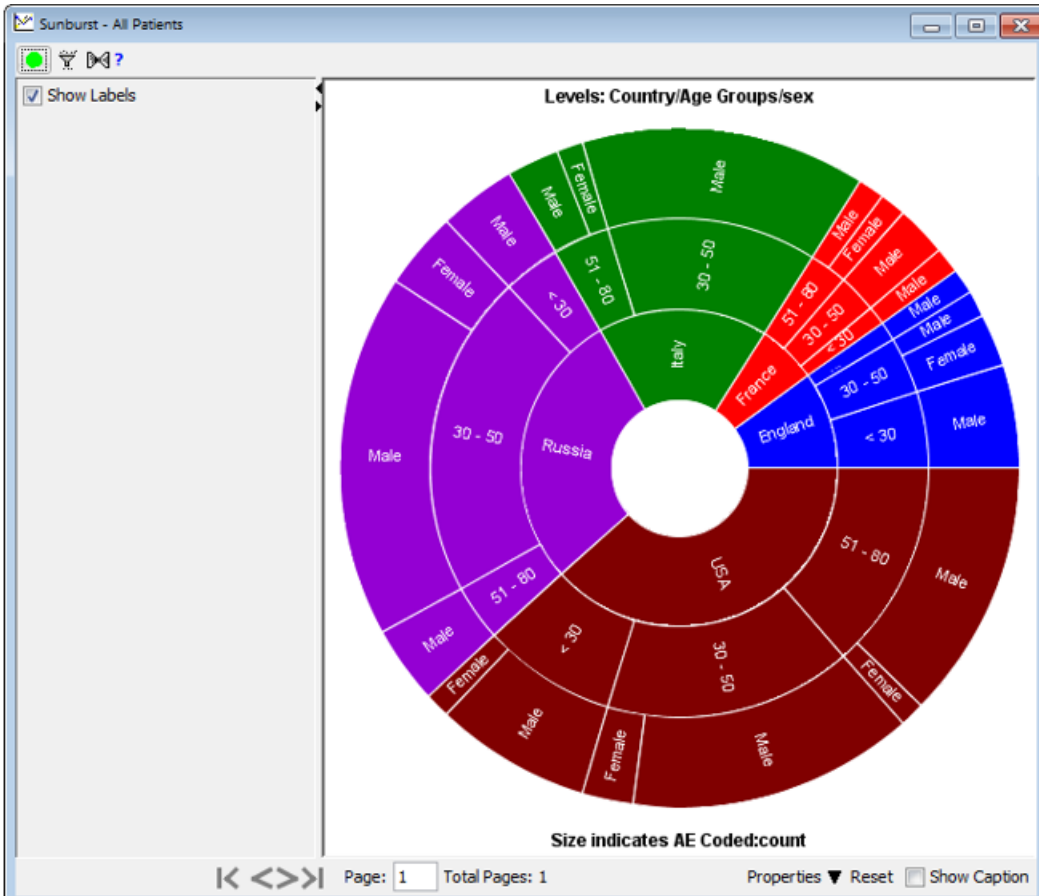 Sunburst - All Patients
?
Show Labels
Levels: Country/Age Groups/sex
Italy
51 - 80
Male
Female
30 - 50
Male
France
51 - 80
Male
Female
30 - 50
Male
< 30
Male
England
...
Male
30 - 50
Male
Female
< 30
Male
USA
51 - 80
Male
Female
30 - 50
Male
Female
< 30
Male
Female
Russia
51 - 80
Male
30 - 50
Male
Female
< 30
Male
Size indicates AE Coded:count
Page: 1 Total Pages: 1 Properties ▼ Reset Show Caption